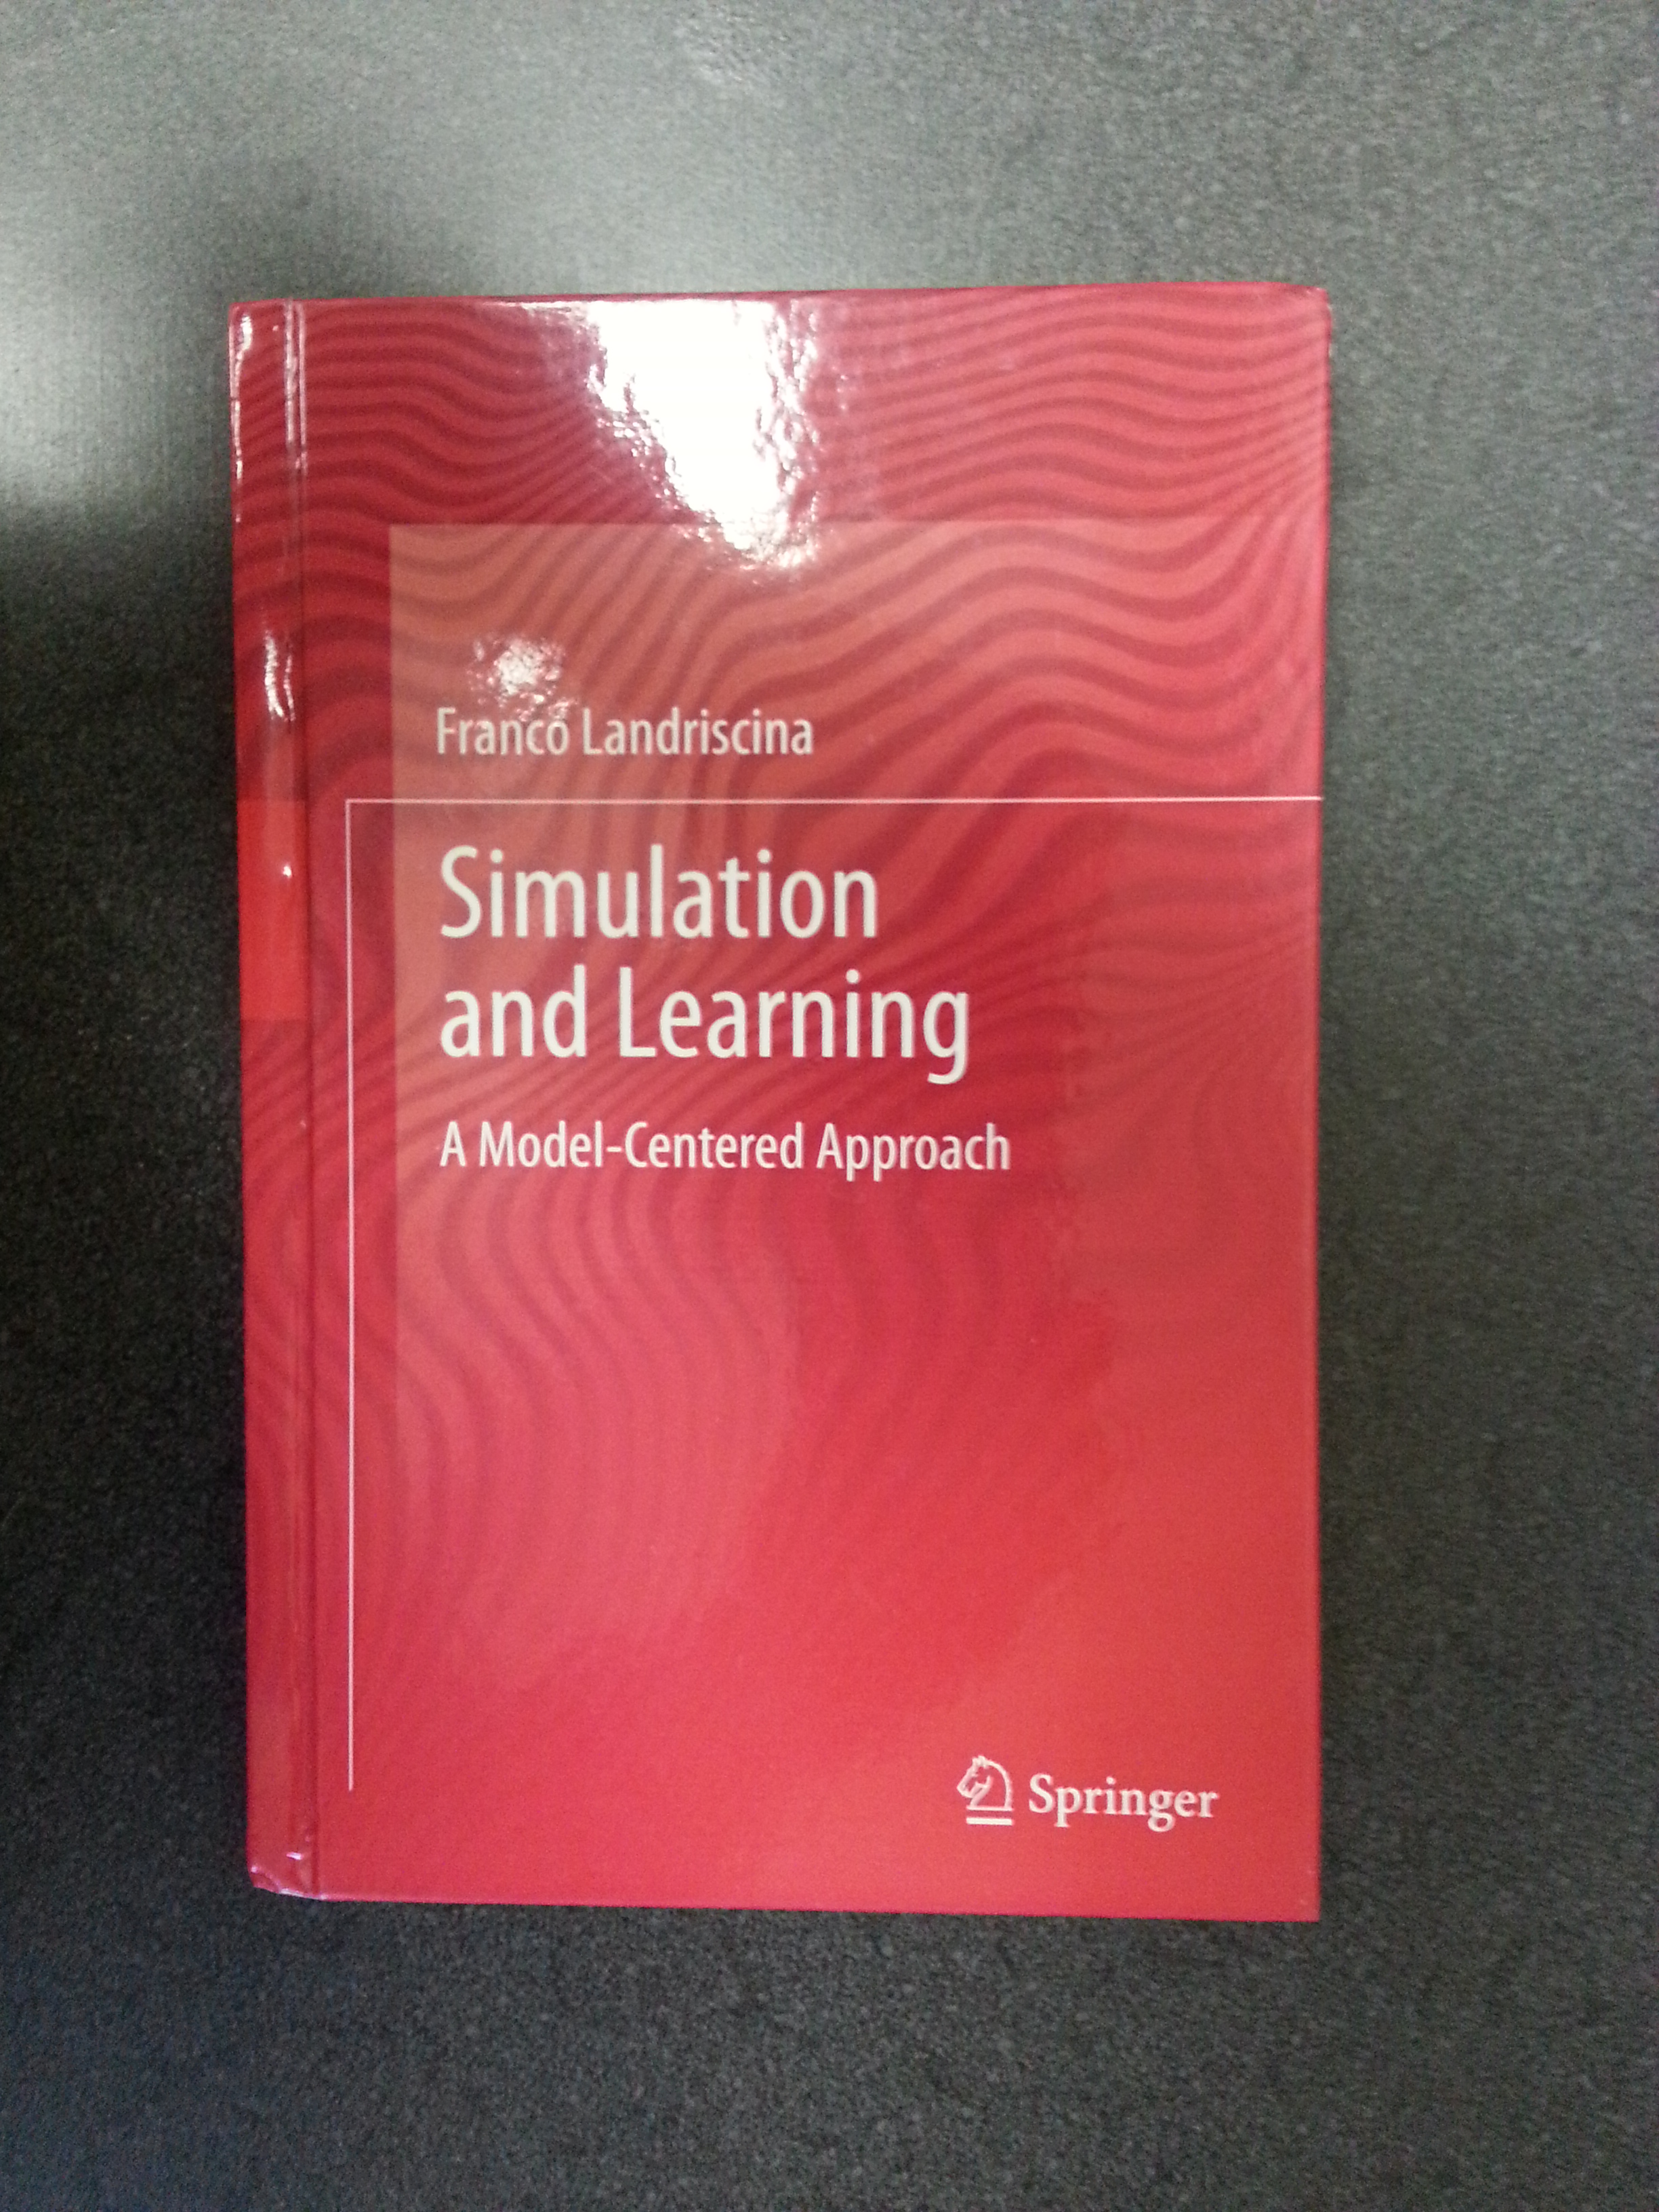 Franco Landriscina
Simulation
and Learning
A Model-Centered Approach
Springer